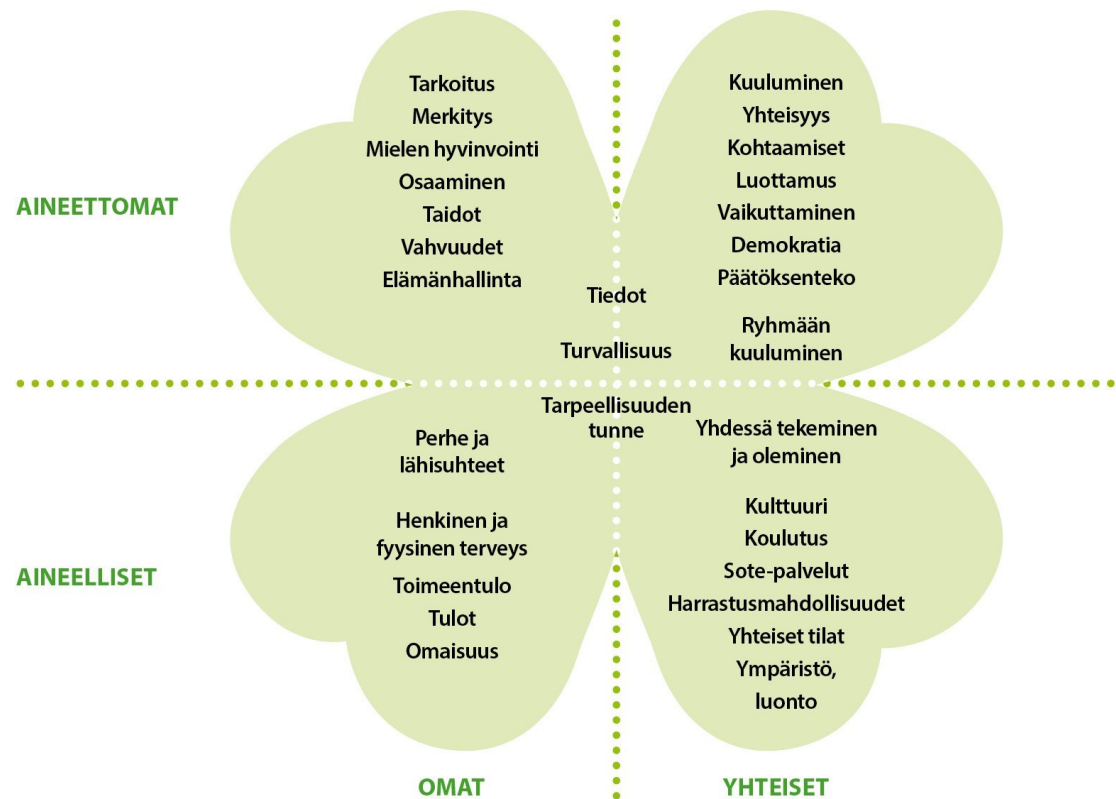 AINEETTOMAT
Tarkoitus
Merkitys
Mielen hyvinvointi
Osaaminen
Taidot
Vahvuudet
Elämänhallinta
Kuuluminen
Yhteisyys
Kohtaamiset
Luottamus
Vaikuttaminen
Demokratia
Päätöksenteko
Ryhmään
kuuluminen
Tiedot
Turvallisuus
Tarpeellisuuden
tunne
AINEELLISET
Perhe ja
lähisuhteet
Henkinen ja
fyysinen terveys
Toimeentulo
Tulot
Omaisuus
Yhdessä tekeminen
ja oleminen
Kulttuuri
Koulutus
Sote-palvelut
Harrastusmahdollisuudet
Yhteiset tilat
Ympäristö,
luonto
OMAT
YHTEISET